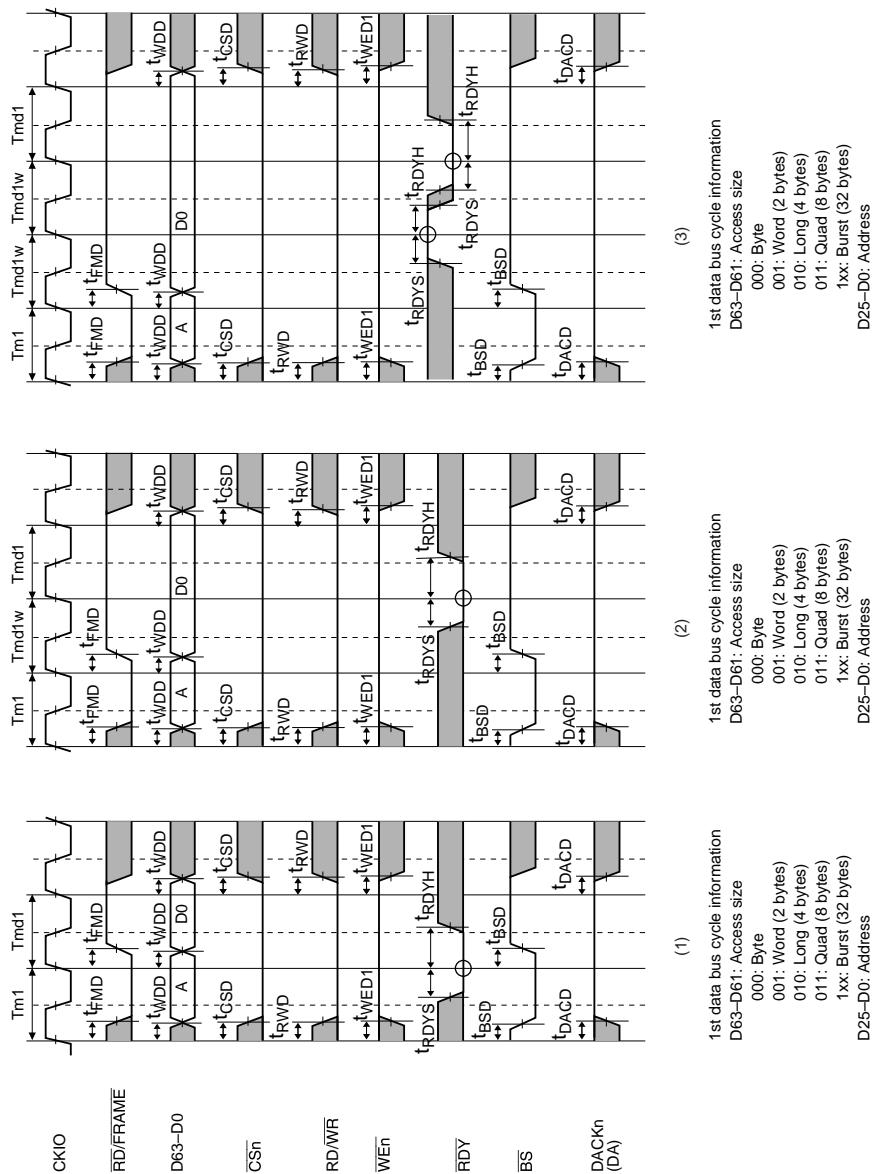 CKIO
RD/FRAME
D63–D0
CSn
RD/WR
WEn
RDY
BS
DACKn
(DA)
Tm1 Tmd1
tFMD tFMD
tWDD tWDD tWDD
A D0
tCSD tCSD
tRWD tRWD
tWED1 tWED1
tRDYS tRDYH
tBSD tBSD
tDACD tDACD
(1)
1st data bus cycle information
D63–D61: Access size
000: Byte
001: Word (2 bytes)
010: Long (4 bytes)
011: Quad (8 bytes)
1xx: Burst (32 bytes)
D25–D0: Address
Tm1 Tmd1w Tmd1
tFMD tFMD
tWDD tWDD tWDD
A D0
tCSD tCSD
tRWD tRWD
tWED1 tWED1
tRDYS tRDYH
tBSD tBSD
tDACD tDACD
(2)
1st data bus cycle information
D63–D61: Access size
000: Byte
001: Word (2 bytes)
010: Long (4 bytes)
011: Quad (8 bytes)
1xx: Burst (32 bytes)
D25–D0: Address
Tm1 Tmd1w Tmd1w Tmd1
tFMD tFMD
tWDD tWDD tWDD
A D0
tCSD tCSD
tRWD tRWD
tWED1 tWED1
tRDYS tRDYH
tRDYS tRDYH
tBSD tBSD
tDACD tDACD
(3)
1st data bus cycle information
D63–D61: Access size
000: Byte
001: Word (2 bytes)
010: Long (4 bytes)
011: Quad (8 bytes)
1xx: Burst (32 bytes)
D25–D0: Address